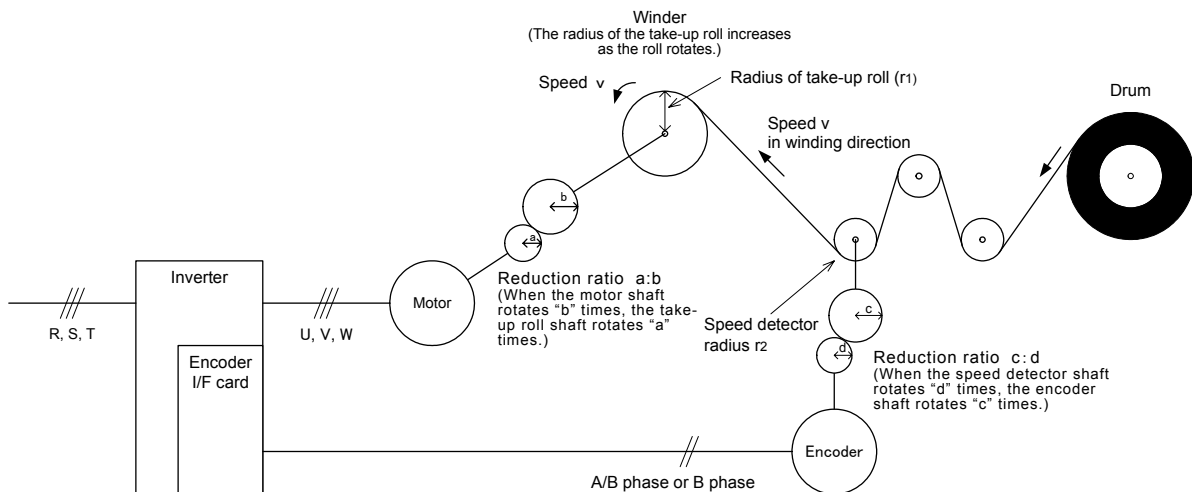 Winder
(The radius of the take-up roll increases
as the roll rotates.)
Speed v
Radius of take-up roll (r1)
Drum
Speed v
in winding direction
b
a
Inverter
Motor
Reduction ratio a:b
(When the motor shaft
rotates “b” times, the take-
up roll shaft rotates “a”
times.)
R, S, T
U, V, W
Speed detector
radius r2
c
d
Encoder
I/F card
Reduction ratio c:d
(When the speed detector shaft
rotates “d” times, the encoder
shaft rotates “c” times.)
Encoder
A/B phase or B phase